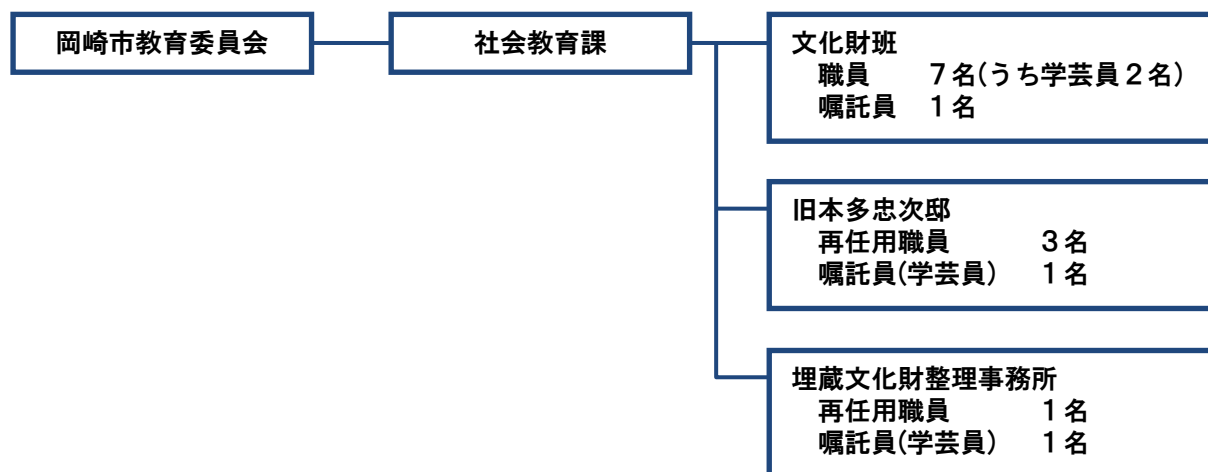 岡崎市教育委員会
社会教育課
文化財班
職員　　７名(うち学芸員２名)
嘱託員　１名
旧本多忠次邸
再任用職員　　　３名
嘱託員(学芸員)　１名
埋蔵文化財整理事務所
再任用職員　　　１名
嘱託員(学芸員)　１名